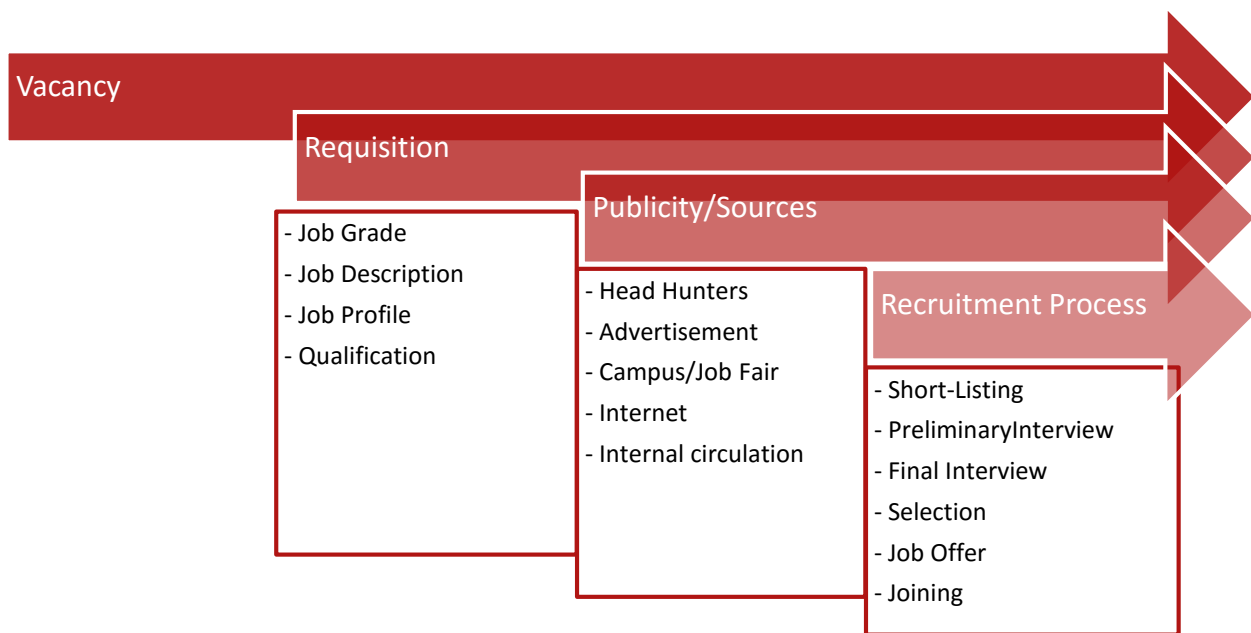 Vacancy
Requisition
- Job Grade
- Job Description
- Job Profile
- Qualification
Publicity/Sources
- Head Hunters
- Advertisement
- Campus/Job Fair
- Internet
- Internal circulation
Recruitment Process
- Short-Listing
- PreliminaryInterview
- Final Interview
- Selection
- Job Offer
- Joining